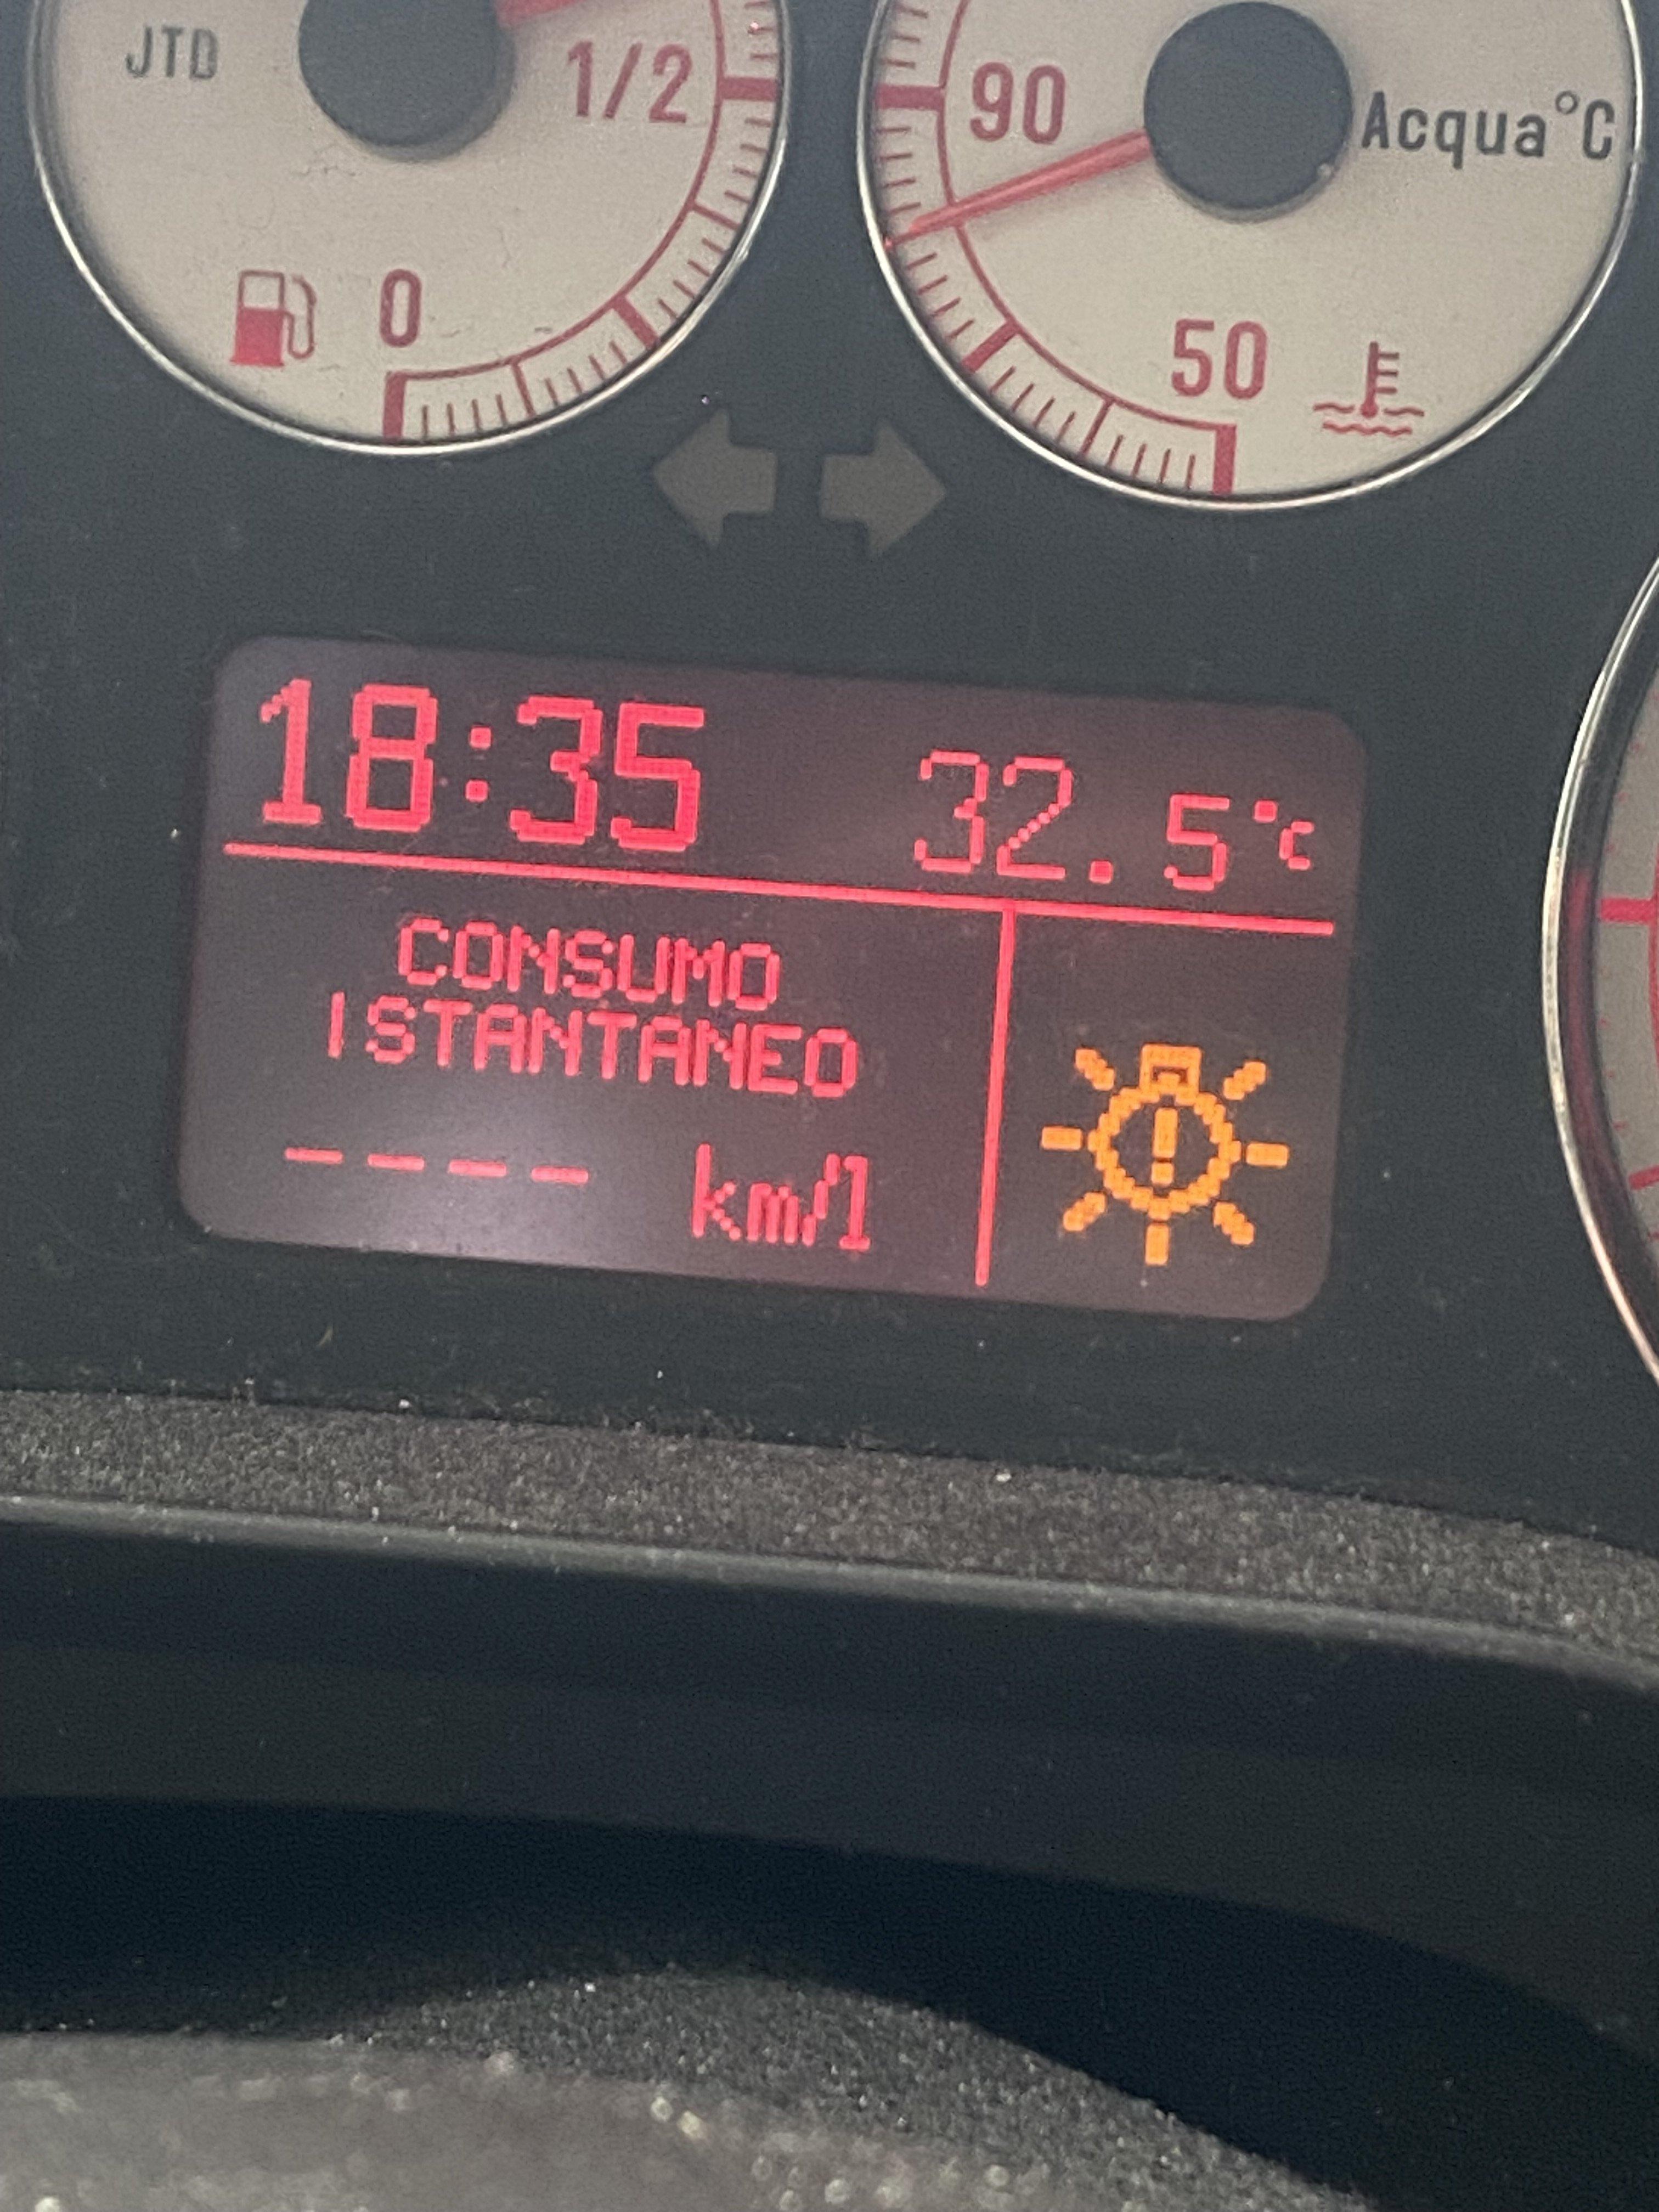 JTD
1/2
0
90
Acqua°C
50
18:35 32.5°C
CONSUMO
ISTANTANEO
---- km/l